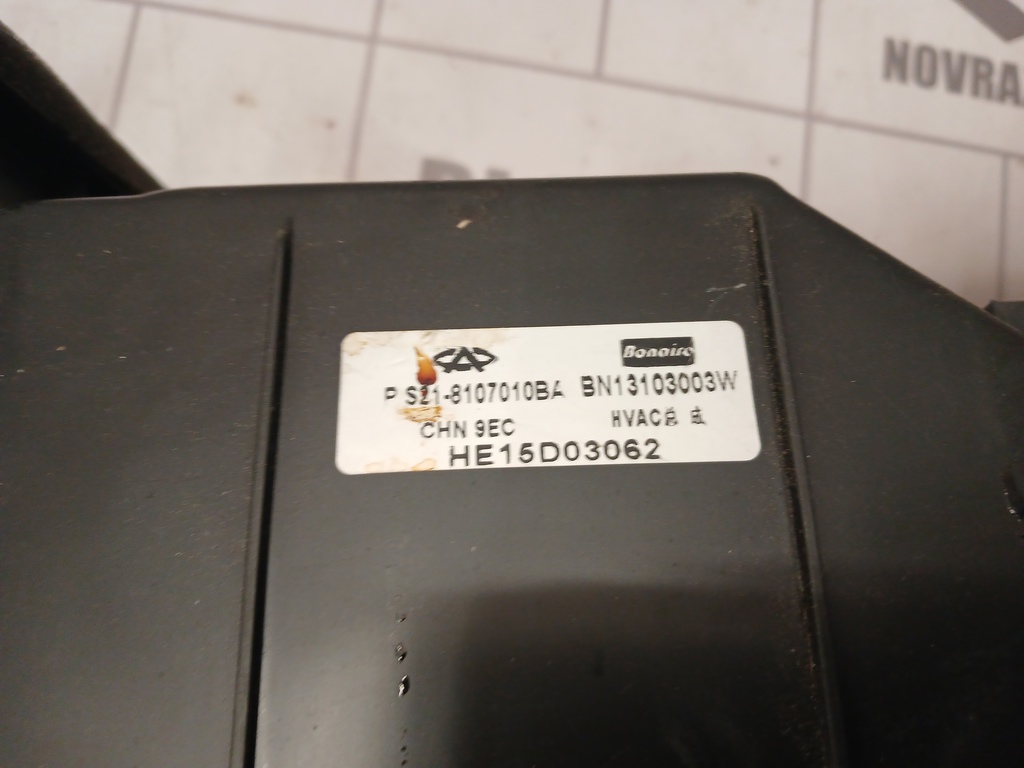 NOVRA
Bonaire
P S21-8107010BA BN13103003W
CHN 9EC HVAC总成
HE15D03062